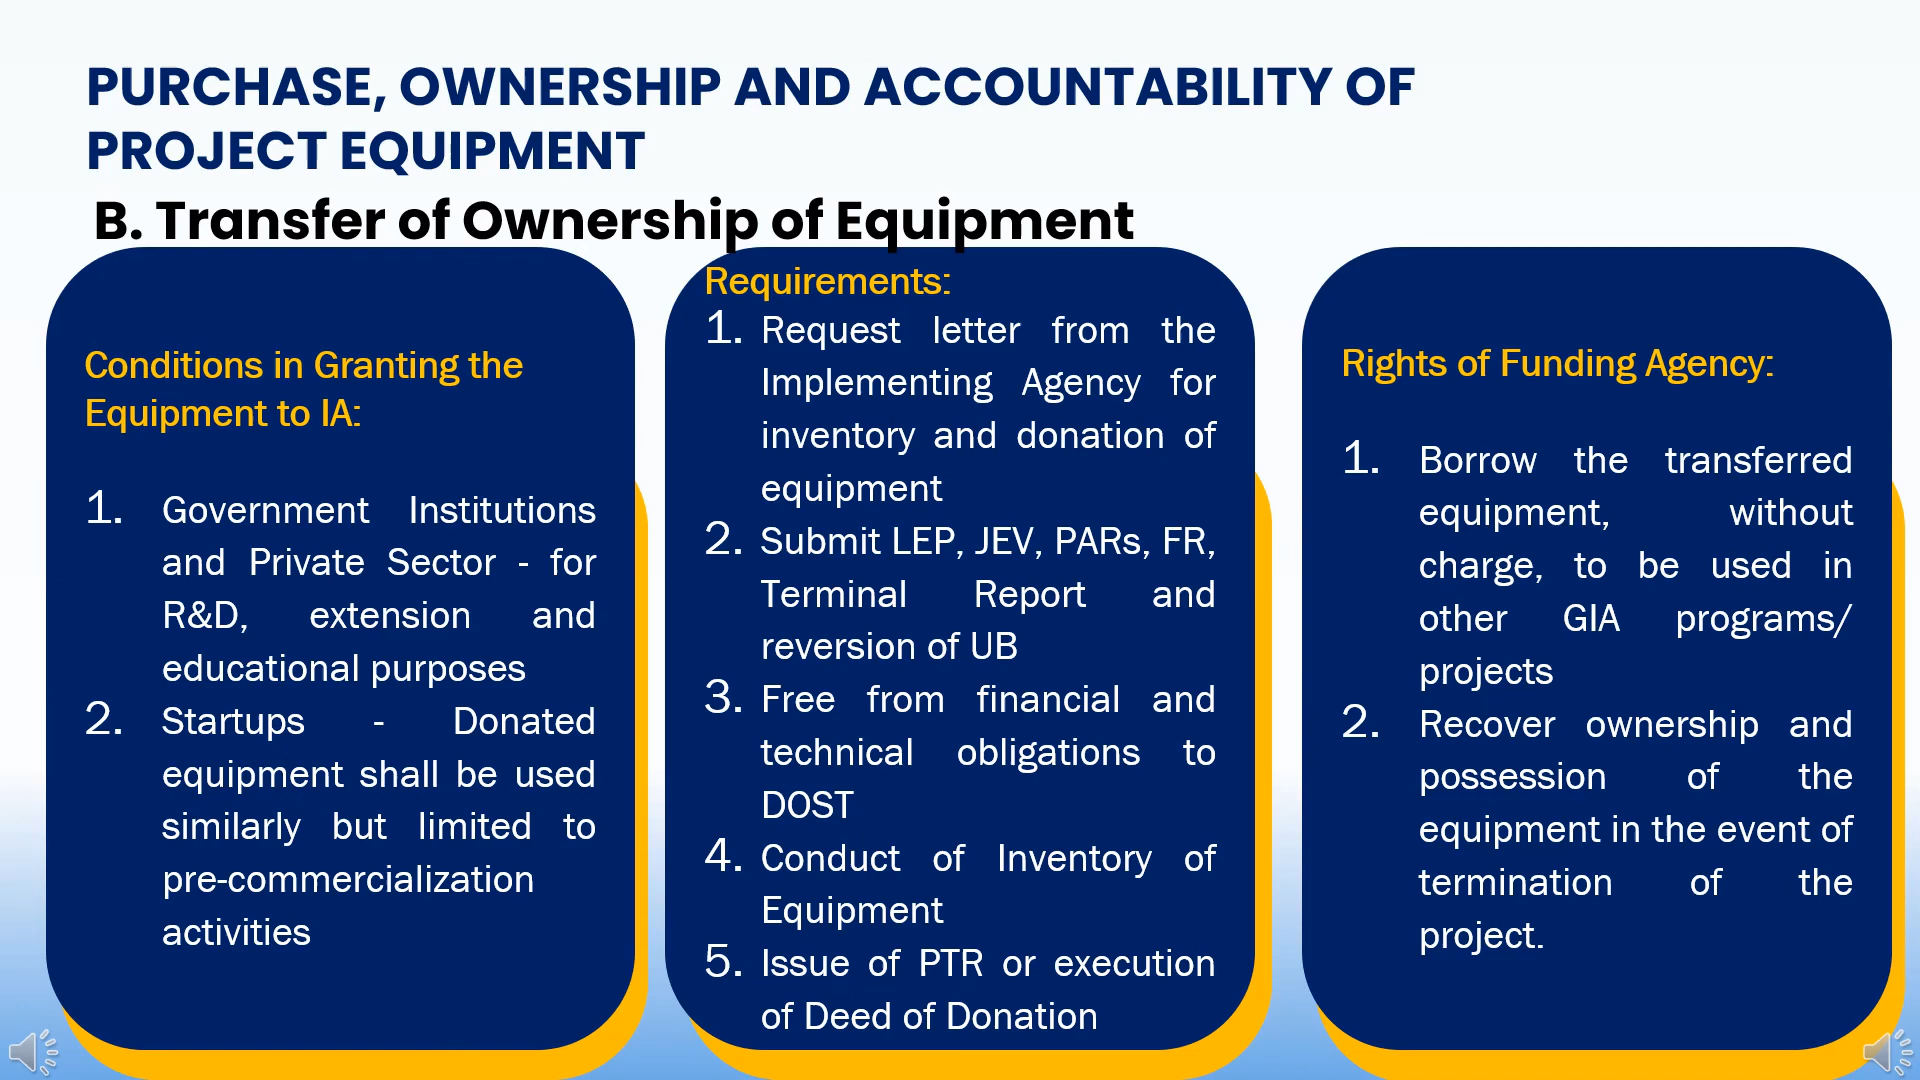 PURCHASE, OWNERSHIP AND ACCOUNTABILITY OF
PROJECT EQUIPMENT
B. Transfer of Ownership of Equipment
Conditions in Granting the
Equipment to IA:
1. Government Institutions
and Private Sector - for
R&D, extension and
educational purposes
2. Startups - Donated
equipment shall be used
similarly but limited to
pre-commercialization
activities
Requirements:
1. Request letter from the
Implementing Agency for
inventory and donation of
equipment
2. Submit LEP, JEV, PARs, FR,
Terminal Report and
reversion of UB
3. Free from financial and
technical obligations to
DOST
4. Conduct of Inventory of
Equipment
5. Issue of PTR or execution
of Deed of Donation
Rights of Funding Agency:
1. Borrow the transferred
equipment, without
charge, to be used in
other GIA programs/
projects
2. Recover ownership and
possession of the
equipment in the event of
termination of the
project.